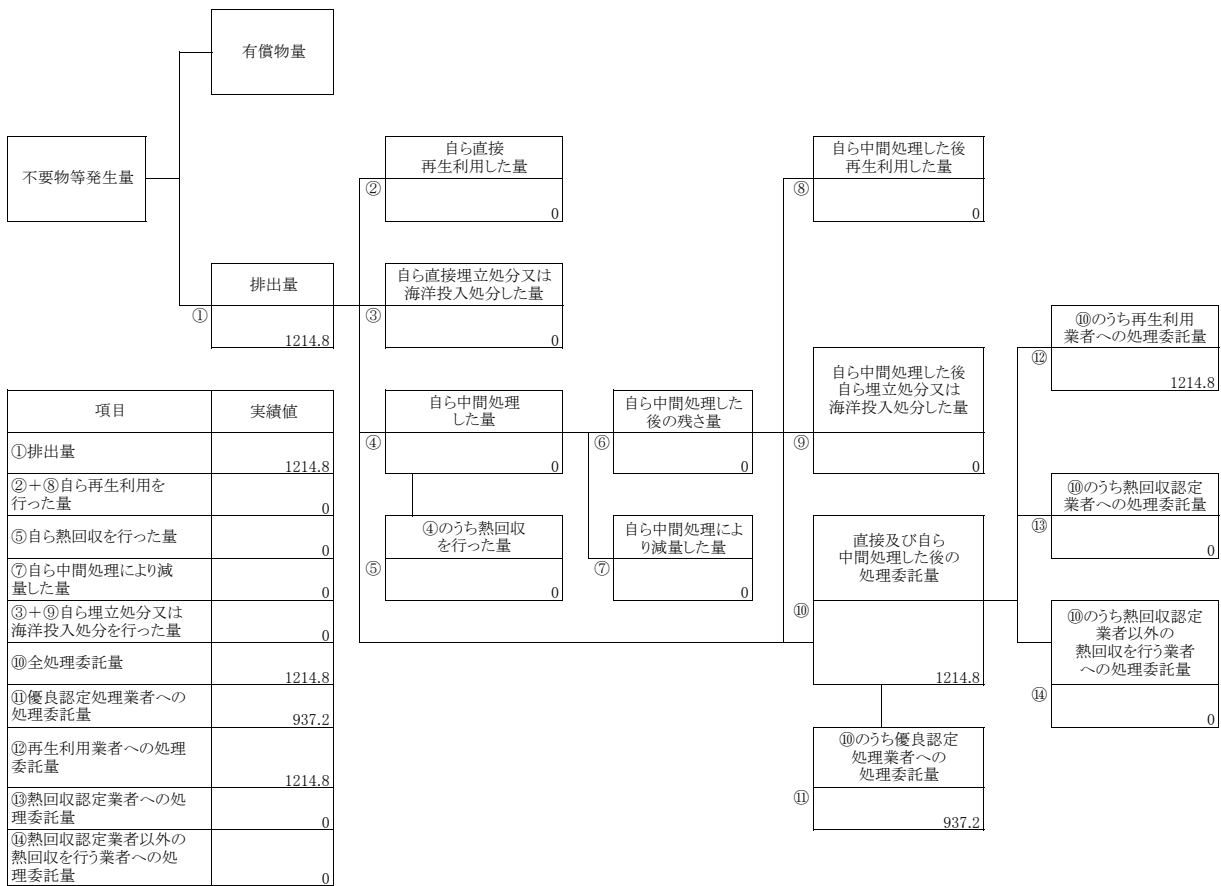 有償物量
不要物等発生量
排出量
①
1214.8
自ら直接
再生利用した量
②
0
自ら直接埋立処分又は
海洋投入処分した量
③
0
自ら中間処理
した量
④
0
④のうち熱回収
を行った量
⑤
0
自ら中間処理した
後の残さ量
⑥
0
自ら中間処理によ
り減量した量
⑦
0
自ら中間処理した後
再生利用した量
⑧
0
自ら中間処理した後
自ら埋立処分又は
海洋投入処分した量
⑨
0
直接及び自ら
中間処理した後の
処理委託量
⑩
1214.8
⑩のうち優良認定
処理業者への
処理委託量
⑪
937.2
⑩のうち再生利用
業者への処理委託量
⑫
1214.8
⑩のうち熱回収認定
業者への処理委託量
⑬
0
⑩のうち熱回収認定
業者以外の
熱回収を行う業者
への処理委託量
⑭
0
項目 実績値
①排出量
1214.8
②+⑧自ら再生利用を
行った量
0
⑤自ら熱回収を行った量
0
⑦自ら中間処理により減
量した量
0
③+⑨自ら埋立処分又は
海洋投入処分を行った量
0
⑩全処理委託量
1214.8
⑪優良認定処理業者への
処理委託量
937.2
⑫再生利用業者への処理
委託量
1214.8
⑬熱回収認定業者への処
理委託量
0
⑭熱回収認定業者以外の
熱回収を行う業者への処
理委託量
0